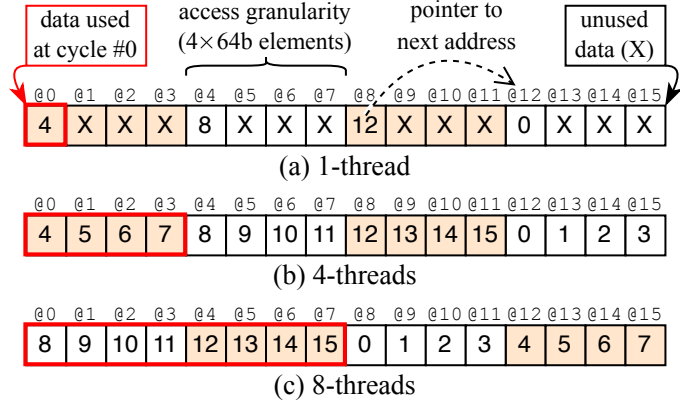 data used
at cycle #0
access granularity
(4×64b elements)
pointer to
next address
unused
data (X)
@0 @1 @2 @3 @4 @5 @6 @7 @8 @9 @10 @11 @12 @13 @14 @15
4 X X X 8 X X X 12 X X X 0 X X X
(a) 1-thread
@0 @1 @2 @3 @4 @5 @6 @7 @8 @9 @10 @11 @12 @13 @14 @15
4 5 6 7 8 9 10 11 12 13 14 15 0 1 2 3
(b) 4-threads
@0 @1 @2 @3 @4 @5 @6 @7 @8 @9 @10 @11 @12 @13 @14 @15
8 9 10 11 12 13 14 15 0 1 2 3 4 5 6 7
(c) 8-threads